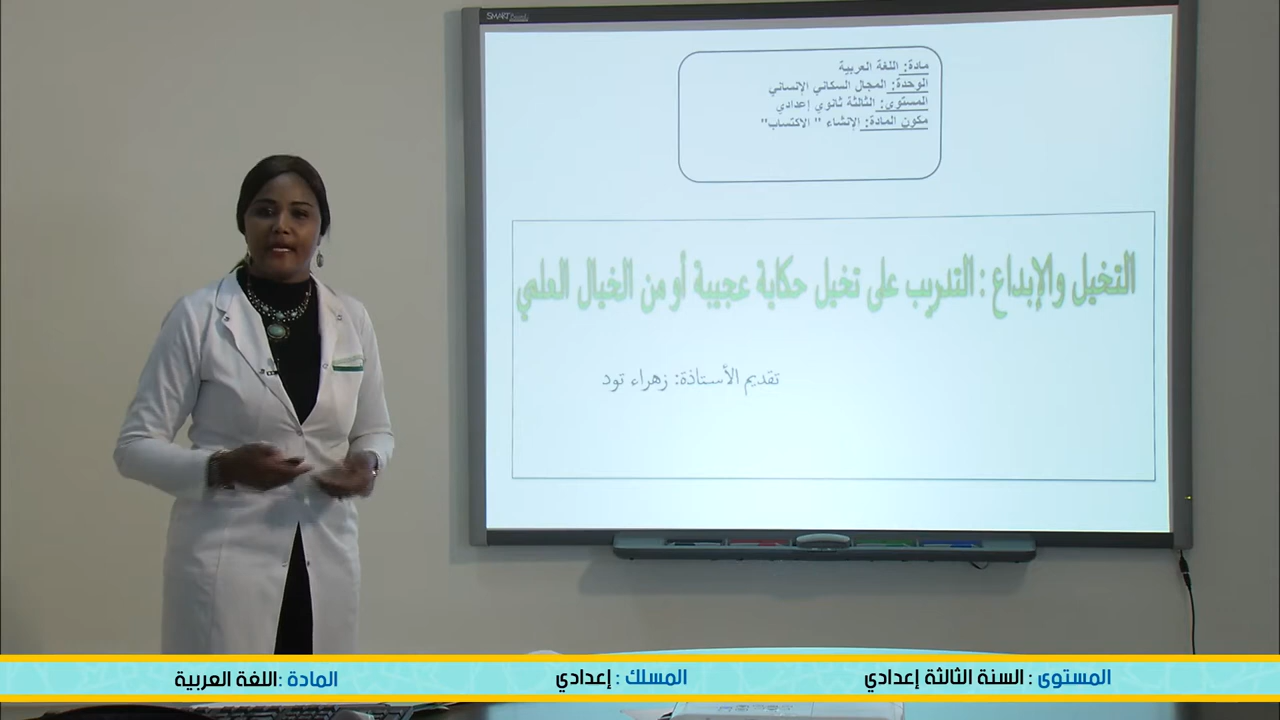 SMART
مادة: اللغة العربية
الوحدة: المجال السكاني الإنساني
المستوى: الثالثة ثانوي إعدادي
مكون المادة: الإنشاء " الاكتساب"
التخيل والإبداع : التدريب على تخيل حكاية عجيبة أو من الخيال العلمي
تقديم الأستاذة: زهراء تود
المستوى : السنة الثالثة إعدادي
المسلك : إعدادي
المادة :اللغة العربية